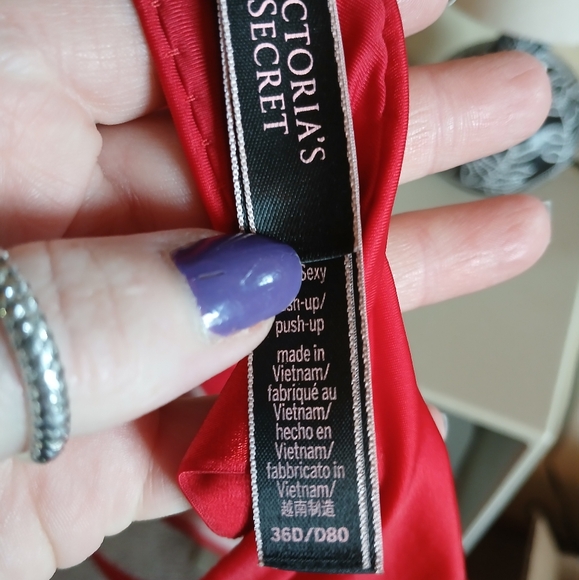 CTORIA'S
SECRET
Sexy
sh-up/
push-up
made in
Vietnam/
fabriqué au
Vietnam/
hecho en
Vietnam/
fabbricato in
Vietnam/
越南制造
36D/D80